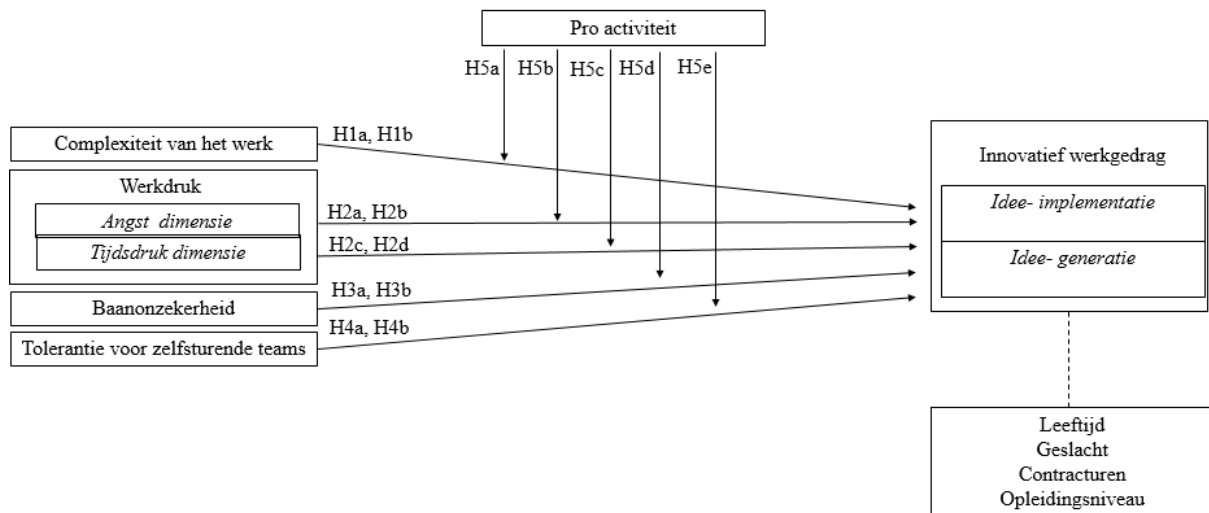 Pro activiteit
H5a H5b H5c H5d H5e
H1a, H1b
Complexiteit van het werk
Werkdruk
Angst dimensie
Tijdsdruk dimensie
H2a, H2b
H2c, H2d
Baanonzekerheid
H3a, H3b
Tolerantie voor zelfsturende teams
H4a, H4b
Innovatief werkgedrag
Idee- implementatie
Idee- generatie
Leeftijd
Geslacht
Contracturen
Opleidingsniveau